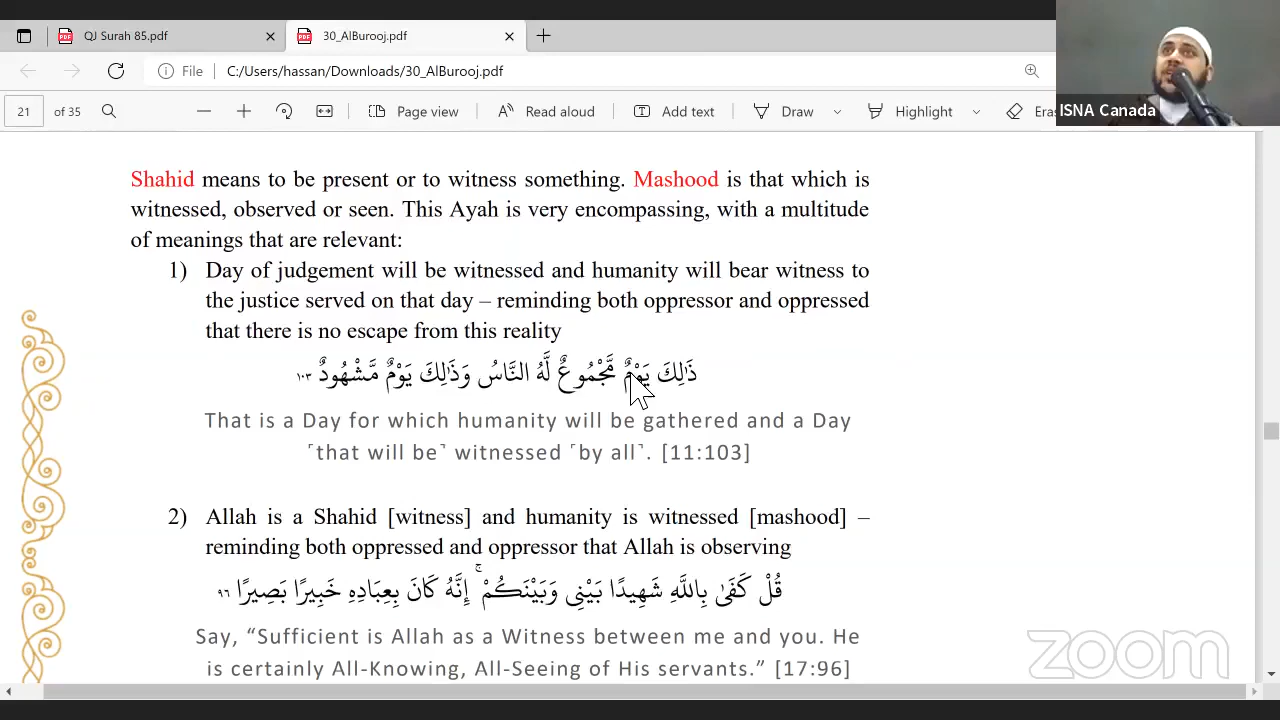 QJ Surah 85.pdf
30_AlBurooj.pdf
File C:/Users/hassan/Downloads/30_AlBurooj.pdf
21 of 35
Page view
Read aloud
Add text
Draw
Highlight
Eras
ISNA Canada
Shahid means to be present or to witness something. Mashood is that which is
witnessed, observed or seen. This Ayah is very encompassing, with a multitude
of meanings that are relevant:
1) Day of judgement will be witnessed and humanity will bear witness to
the justice served on that day – reminding both oppressor and oppressed
that there is no escape from this reality
ذَٰلِكَ يَوْمٌ مَّجْمُوعٌ لَّهُ النَّاسُ وَذَٰلِكَ يَوْمٌ مَّشْهُودٌ ١٠٣
That is a Day for which humanity will be gathered and a Day
˹that will be˺ witnessed ˹by all˺. [11:103]
2) Allah is a Shahid [witness] and humanity is witnessed [mashood] –
reminding both oppressed and oppressor that Allah is observing
قُلْ كَفَىٰ بِاللَّهِ شَهِيدًا بَيْنِى وَبَيْنَكُمْ ۚ إِنَّهُ كَانَ بِعِبَادِهِ خَبِيرًا بَصِيرًا ٩٦
Say, “Sufficient is Allah as a Witness between me and you. He
is certainly All-Knowing, All-Seeing of His servants.” [17:96]
zoom